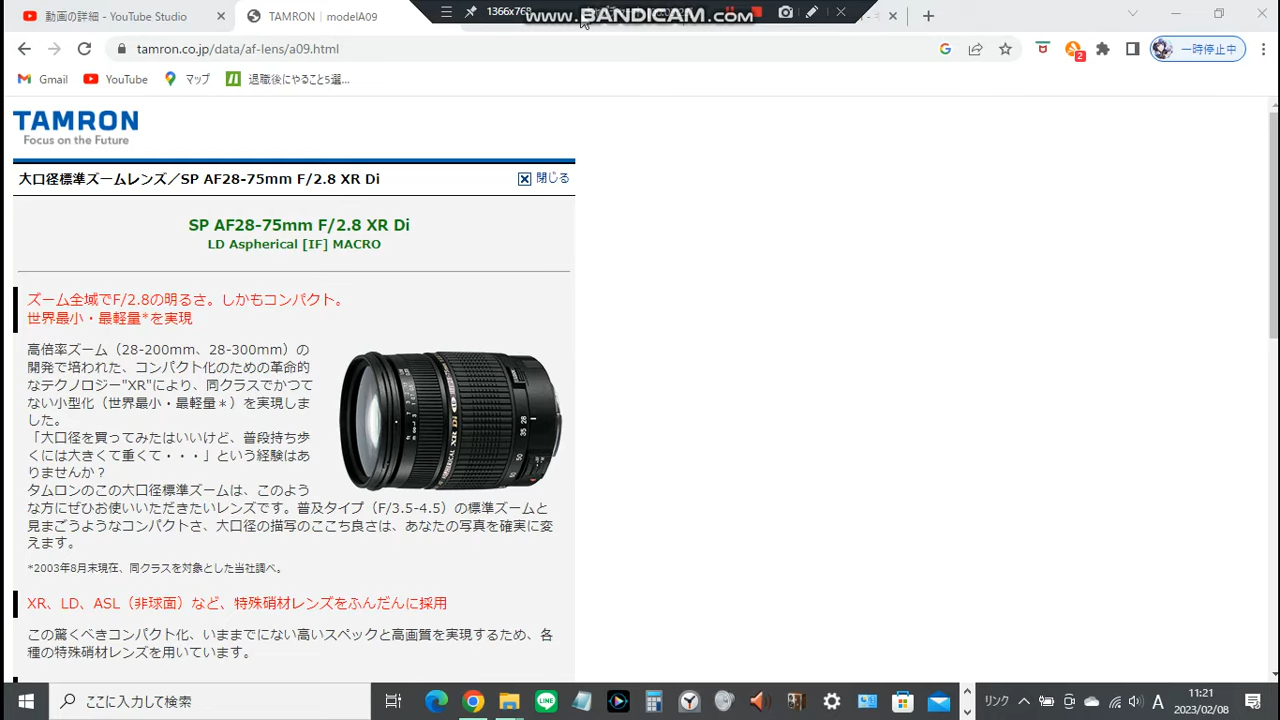 動画の詳細 - YouTube Studio
TAMRON | modelA09
1366x768
www.BANDICAM.com
tamron.co.jp/data/af-lens/a09.html
2
一時停止中
Gmail
YouTube
マップ
退職後にやること5選...
TAMRON
Focus on the Future
大口径標準ズームレンズ／SP AF28-75mm F/2.8 XR Di
閉じる
SP AF28-75mm F/2.8 XR Di
LD Aspherical [IF] MACRO
ズーム全域でF/2.8の明るさ。しかもコンパクト。
世界最小・最軽量*を実現
高倍率ズーム（28-200mm、28-300mm）の
開発で培われた、コンパクト化のための革命的
なテクノロジー"XR"により、同クラスでかつて
ない小型化（世界最小・最軽量＊）を実現しま
した。
「大口径を買ってみたはいいけど、普段持ち歩
くには大きくて重くて・・・」という経験はあ
りませんか？
タムロンのこの大口径標準ズームは、このよう
な方にぜひお使いいただきたいレンズです。普及タイプ（F/3.5-4.5）の標準ズームと
見まごうようなコンパクトさ、大口径の描写のここち良さは、あなたの写真を確実に変
えます。
*2003年8月末現在、同クラスを対象とした当社調べ。
XR、LD、ASL（非球面）など、特殊硝材レンズをふんだんに採用
この驚くべきコンパクト化、いままでにない高いスペックと高画質を実現するため、各
種の特殊硝材レンズを用いています。
ここに入力して検索
リンク
A
11:21
2023/02/08